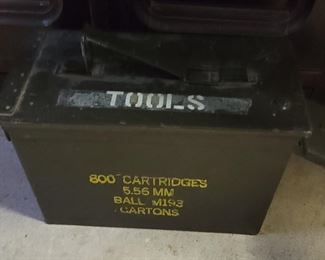 TOOLS
800 CARTRIDGES
5.56 MM
BALL M193
CARTONS